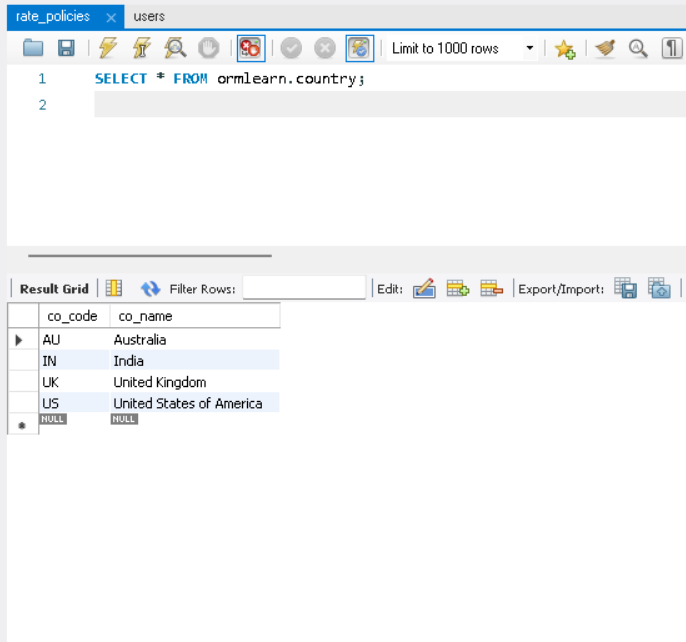 rate_policies users
Limit to 1000 rows
1 SELECT * FROM ormlearn.country;
2
Result Grid Filter Rows: Edit: Export/Import:
co_code co_name
AU Australia
IN India
UK United Kingdom
US United States of America
NULL NULL